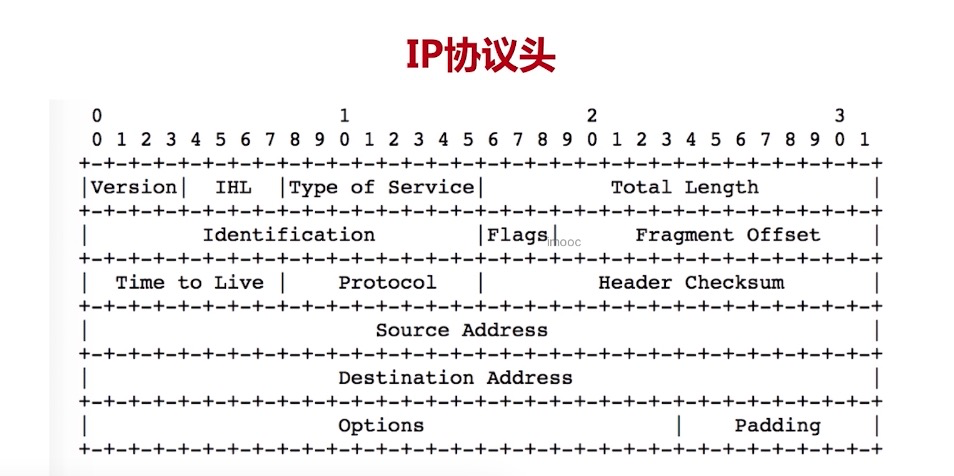 IP协议头
0 1 2 3
0 1 2 3 4 5 6 7 8 9 0 1 2 3 4 5 6 7 8 9 0 1 2 3 4 5 6 7 8 9 0 1
+-+-+-+-+-+-+-+-+-+-+-+-+-+-+-+-+-+-+-+-+-+-+-+-+-+-+-+-+-+-+-+-+
|Version| IHL |Type of Service| Total Length |
+-+-+-+-+-+-+-+-+-+-+-+-+-+-+-+-+-+-+-+-+-+-+-+-+-+-+-+-+-+-+-+-+
| Identification |Flags| Fragment Offset |
imooc
+-+-+-+-+-+-+-+-+-+-+-+-+-+-+-+-+-+-+-+-+-+-+-+-+-+-+-+-+-+-+-+-+
| Time to Live | Protocol | Header Checksum |
+-+-+-+-+-+-+-+-+-+-+-+-+-+-+-+-+-+-+-+-+-+-+-+-+-+-+-+-+-+-+-+-+
| Source Address |
+-+-+-+-+-+-+-+-+-+-+-+-+-+-+-+-+-+-+-+-+-+-+-+-+-+-+-+-+-+-+-+-+
| Destination Address |
+-+-+-+-+-+-+-+-+-+-+-+-+-+-+-+-+-+-+-+-+-+-+-+-+-+-+-+-+-+-+-+-+
| Options | Padding |
+-+-+-+-+-+-+-+-+-+-+-+-+-+-+-+-+-+-+-+-+-+-+-+-+-+-+-+-+-+-+-+-+